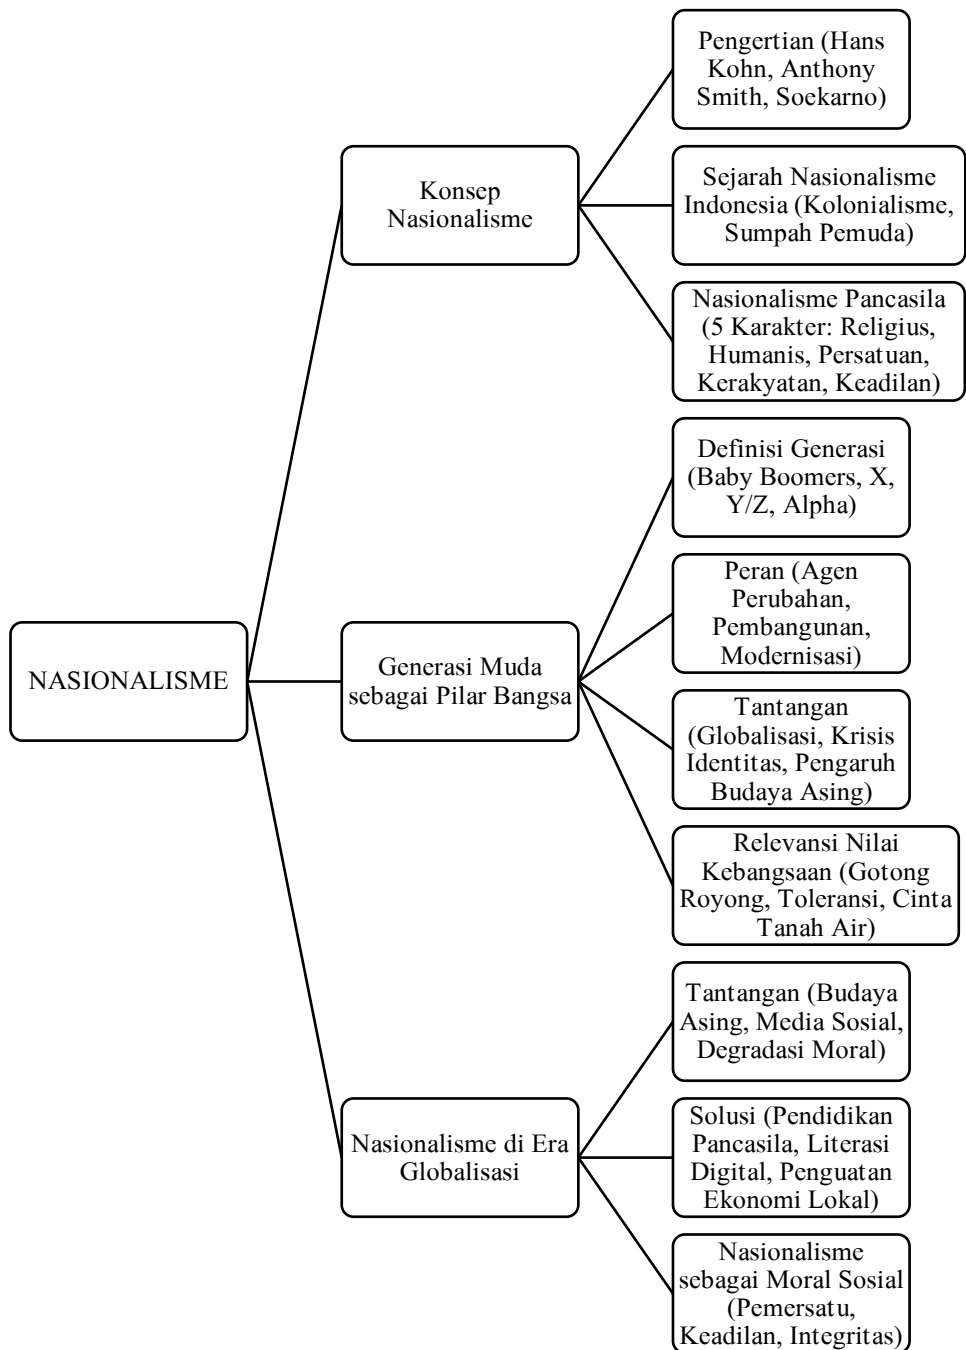 NASIONALISME
Konsep
Nasionalisme
Pengertian (Hans
Kohn, Anthony
Smith, Soekarno)
Sejarah Nasionalisme
Indonesia (Kolonialisme,
Sumpah Pemuda)
Nasionalisme Pancasila
(5 Karakter: Religius,
Humanis, Persatuan,
Kerakyatan, Keadilan)
Generasi Muda
sebagai Pilar Bangsa
Definisi Generasi
(Baby Boomers, X,
Y/Z, Alpha)
Peran (Agen
Perubahan,
Pembangunan,
Modernisasi)
Tantangan
(Globalisasi, Krisis
Identitas, Pengaruh
Budaya Asing)
Relevansi Nilai
Kebangsaan (Gotong
Royong, Toleransi, Cinta
Tanah Air)
Nasionalisme di Era
Globalisasi
Tantangan (Budaya
Asing, Media Sosial,
Degradasi Moral)
Solusi (Pendidikan
Pancasila, Literasi
Digital, Penguatan
Ekonomi Lokal)
Nasionalisme
sebagai Moral Sosial
(Pemersatu,
Keadilan, Integritas)